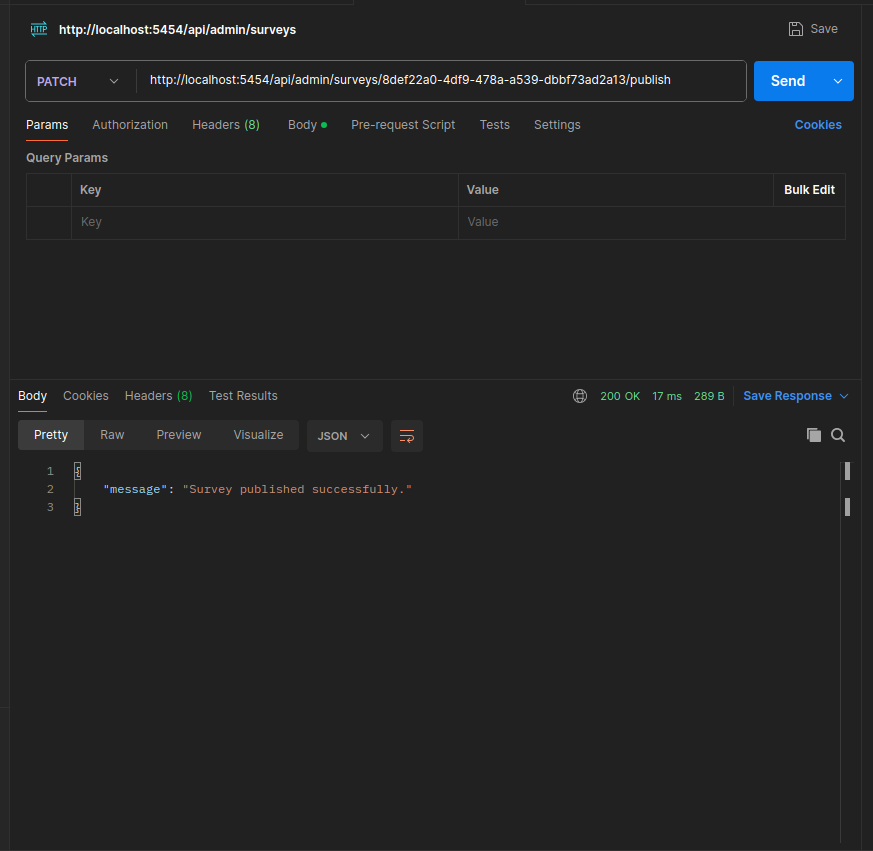 HTTP http://localhost:5454/api/admin/surveys Save
PATCH http://localhost:5454/api/admin/surveys/8def22a0-4df9-478a-a539-dbbf73ad2a13/publish Send
Params Authorization Headers (8) Body Pre-request Script Tests Settings Cookies
Query Params
Key Value Bulk Edit
Key Value
Body Cookies Headers (8) Test Results 200 OK 17 ms 289 B Save Response
Pretty Raw Preview Visualize JSON
1 {
2 "message": "Survey published successfully."
3 }